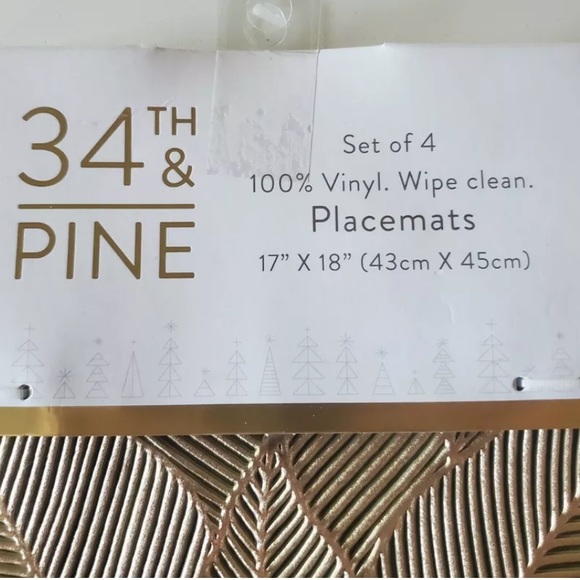 34TH
&
PINE
Set of 4
100% Vinyl. Wipe clean.
Placemats
17” X 18” (43cm X 45cm)